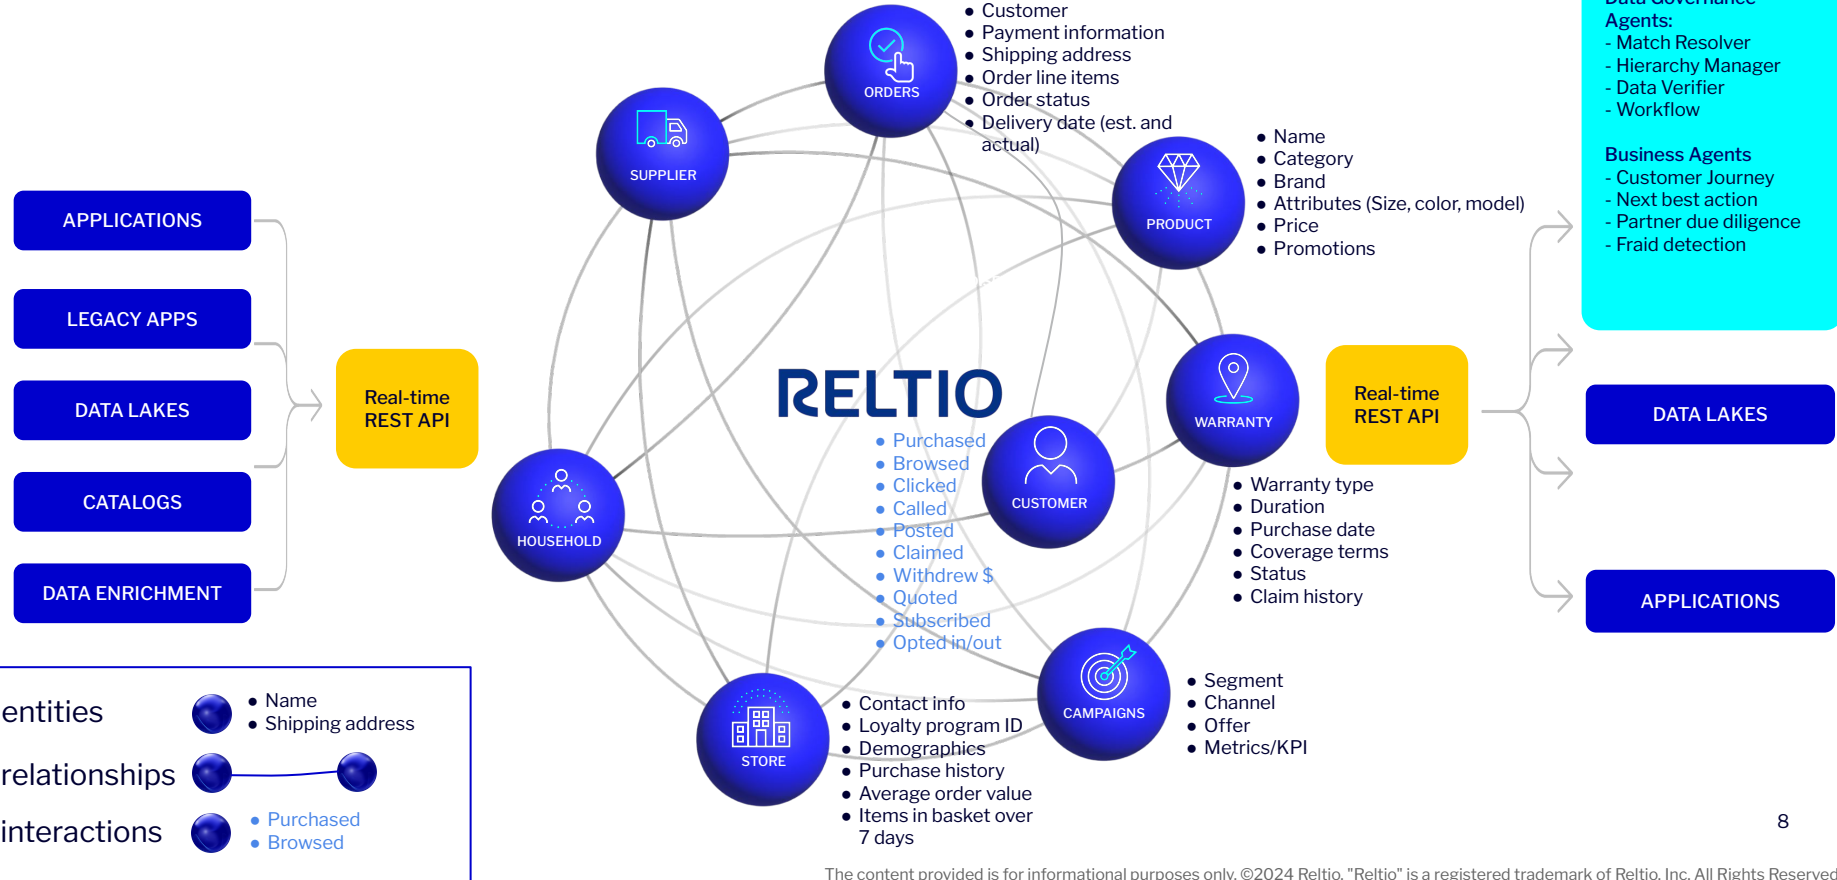 APPLICATIONS
LEGACY APPS
DATA LAKES
CATALOGS
DATA ENRICHMENT
Real-time
REST API
SUPPLIER
ORDERS
● Customer
● Payment information
● Shipping address
● Order line items
● Order status
● Delivery date (est. and
actual)
PRODUCT
● Name
● Category
● Brand
● Attributes (Size, color, model)
● Price
● Promotions
RELTIO
● Purchased
● Browsed
● Clicked
● Called
● Posted
● Claimed
● Withdrew $
● Quoted
● Subscribed
● Opted in/out
CUSTOMER
WARRANTY
● Warranty type
● Duration
● Purchase date
● Coverage terms
● Status
● Claim history
HOUSEHOLD
STORE
● Contact info
● Loyalty program ID
● Demographics
● Purchase history
● Average order value
● Items in basket over
7 days
CAMPAIGNS
● Segment
● Channel
● Offer
● Metrics/KPI
Real-time
REST API
Data Governance
Agents:
- Match Resolver
- Hierarchy Manager
- Data Verifier
- Workflow
Business Agents
- Customer Journey
- Next best action
- Partner due diligence
- Fraid detection
DATA LAKES
APPLICATIONS
entities
● Name
● Shipping address
relationships
interactions
● Purchased
● Browsed
8
The content provided is for informational purposes only. ©2024 Reltio. "Reltio" is a registered trademark of Reltio, Inc. All Rights Reserved